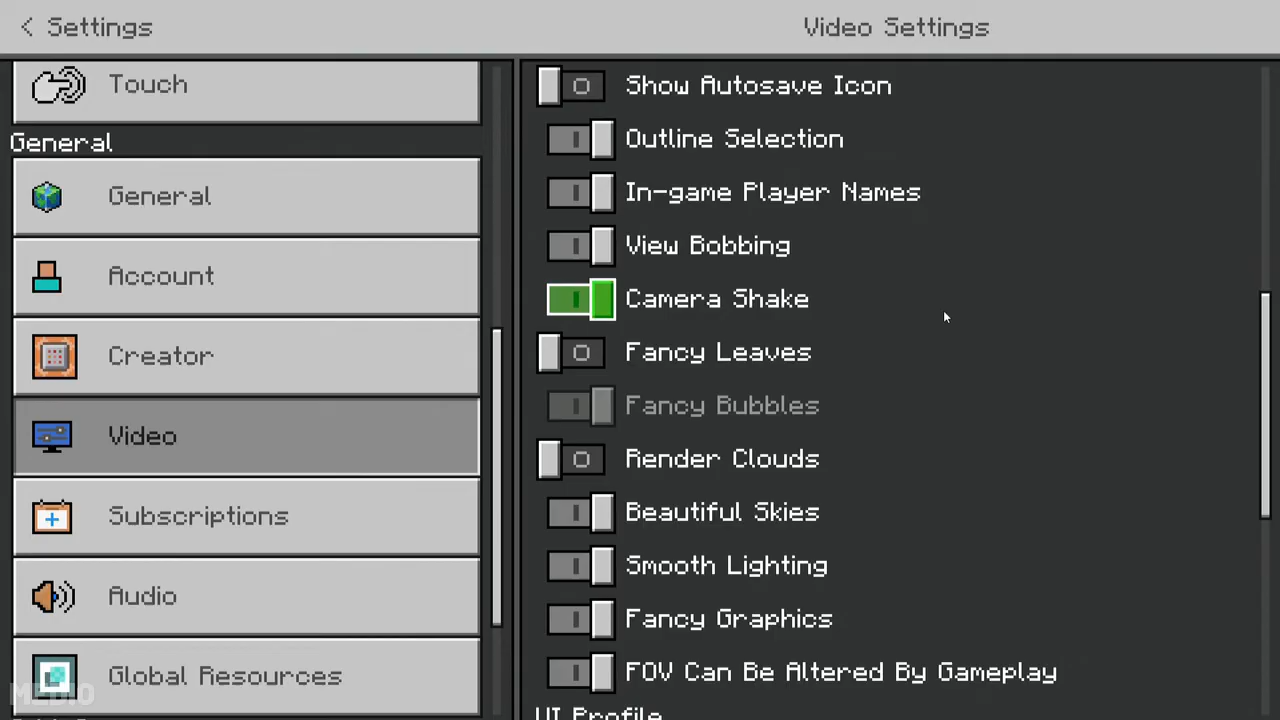 Settings
Video Settings
Touch
General
General
Account
Creator
Video
Subscriptions
Audio
Global Resources
MEDIO
Show Autosave Icon
Outline Selection
In-game Player Names
View Bobbing
Camera Shake
Fancy Leaves
Fancy Bubbles
Render Clouds
Beautiful Skies
Smooth Lighting
Fancy Graphics
FOV Can Be Altered By Gameplay
UI Profile